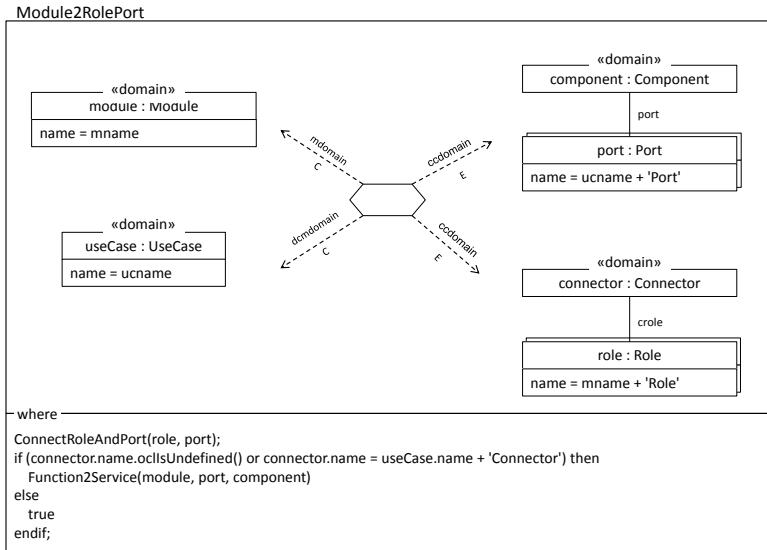 Module2RolePort
«domain»
module : Module
name = mname
«domain»
component : Component
port
port : Port
name = ucname + 'Port'
mdomain
C
ccdomain
E
«domain»
useCase : UseCase
name = ucname
dcmdomain
C
ccdomain
E
«domain»
connector : Connector
crole
role : Role
name = mname + 'Role'
where
ConnectRoleAndPort(role, port);
if (connector.name.oclIsUndefined() or connector.name = useCase.name + 'Connector') then
Function2Service(module, port, component)
else
true
endif;